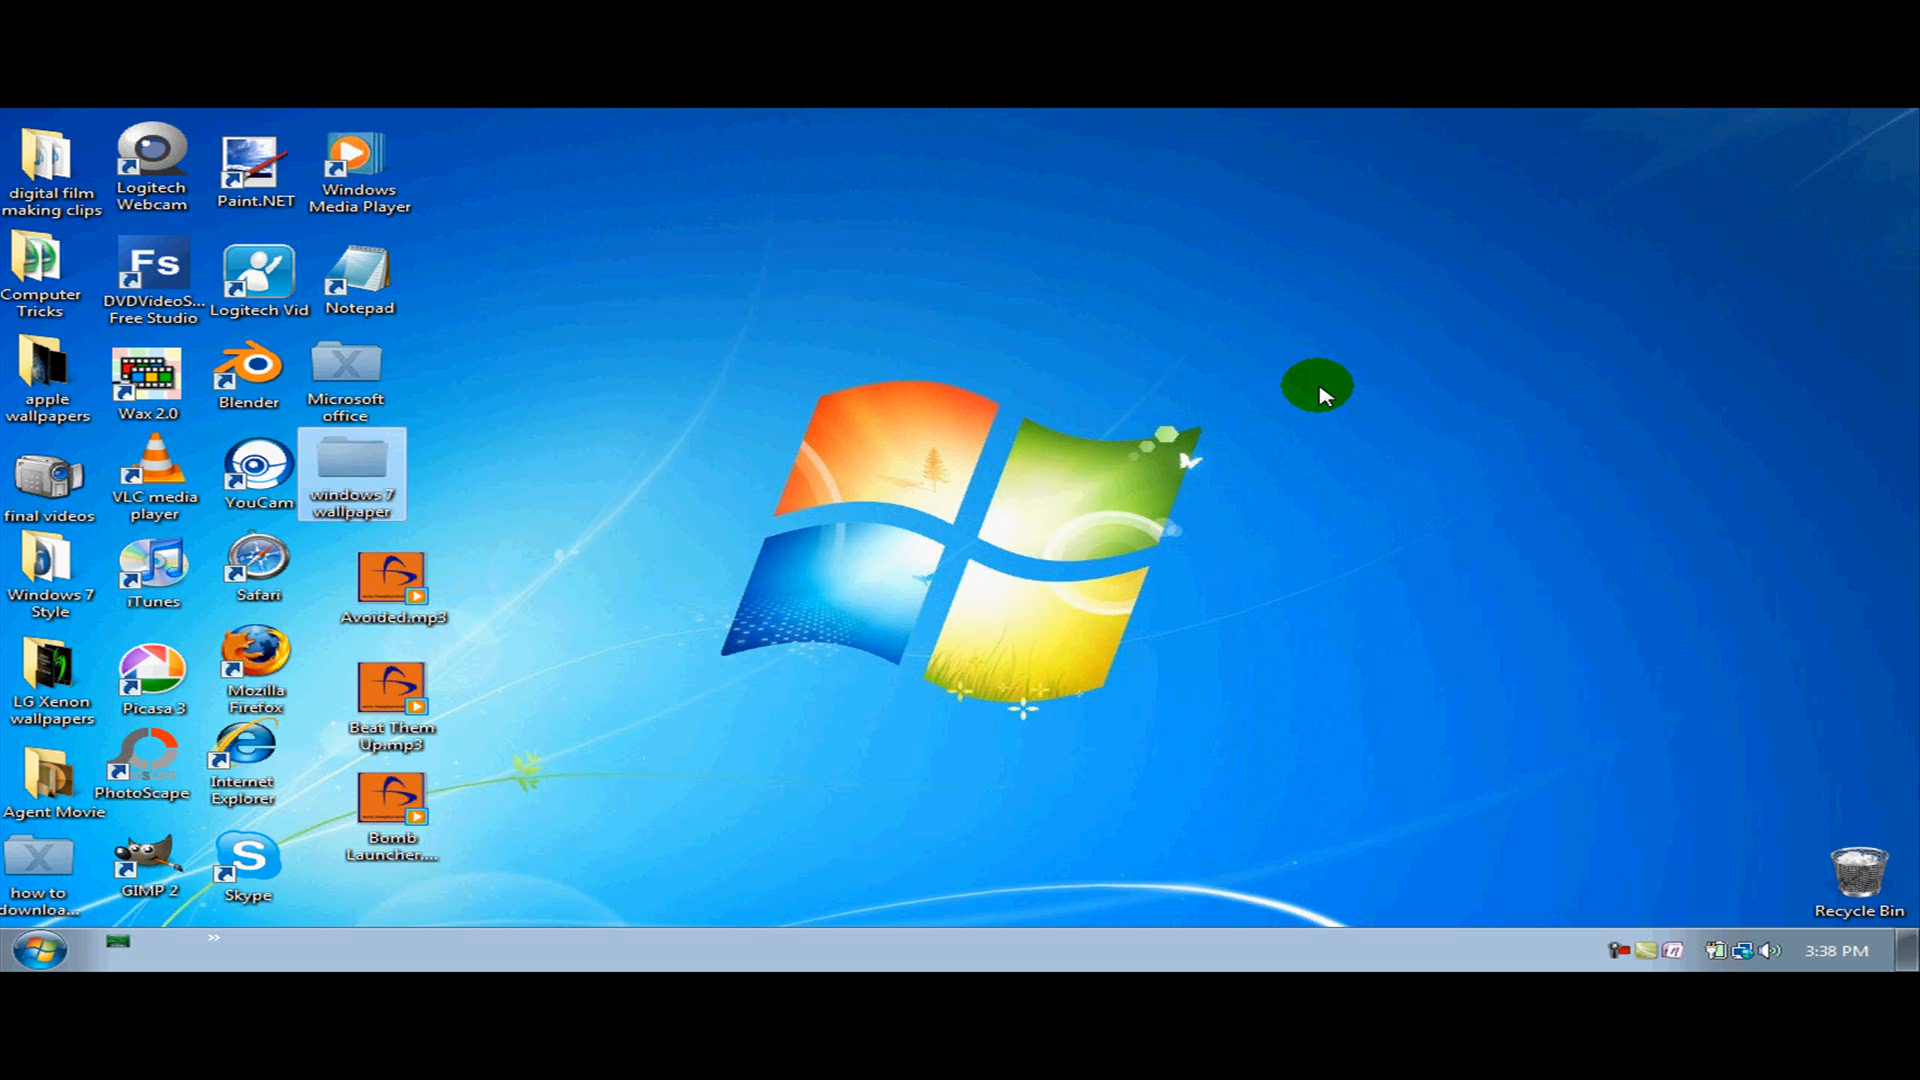 digital film
making clips
Logitech
Webcam
Paint.NET
Windows
Media Player
Computer
Tricks
Fs
DVDVideoS...
Free Studio
Logitech Vid
Notepad
apple
wallpapers
Wax 2.0
Blender
X
Microsoft
office
final videos
VLC media
player
YouCam
windows 7
wallpaper
Windows 7
Style
iTunes
Safari
Avoided.mp3
LG Xenon
wallpapers
Picasa 3
Mozilla
Firefox
Beat Them
Up.mp3
Agent Movie
PhotoScape
Internet
Explorer
Bomb
Launcher....
X
how to
downloa...
GIMP 2
S
Skype
Recycle Bin
»
3:38 PM